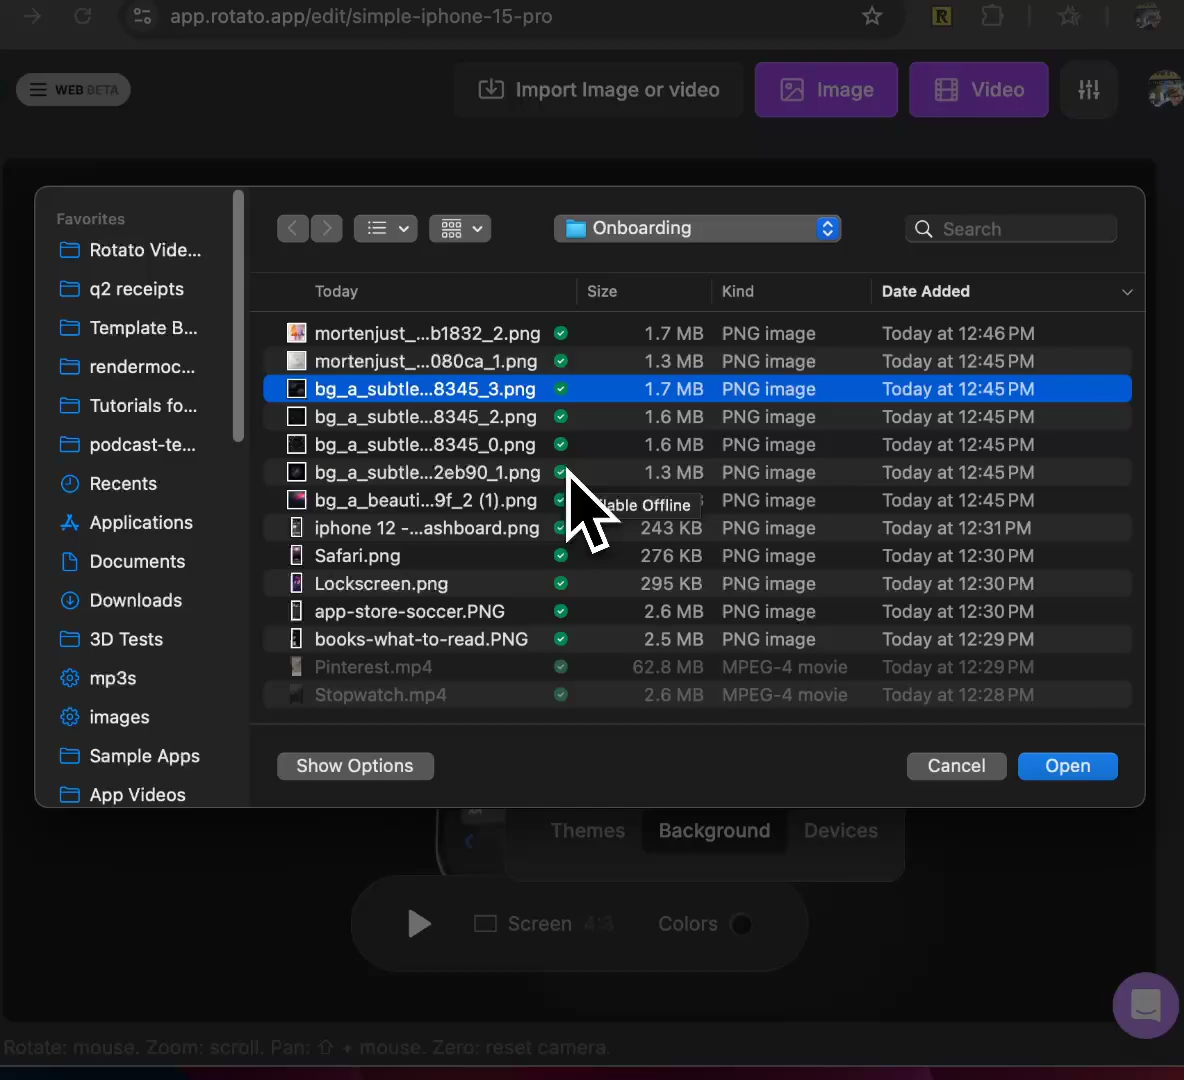 app.rotato.app/edit/simple-iphone-15-pro
R
WEB BETA
Import Image or video
Image
Video
Favorites
Onboarding
Search
Rotato Vide...
q2 receipts
Template B...
rendermoc...
Tutorials fo...
podcast-te...
Recents
Applications
Documents
Downloads
3D Tests
mp3s
images
Sample Apps
App Videos
Today Size Kind Date Added
mortenjust_...b1832_2.png 1.7 MB PNG image Today at 12:46 PM
mortenjust_...080ca_1.png 1.3 MB PNG image Today at 12:45 PM
bg_a_subtle...8345_3.png 1.7 MB PNG image Today at 12:45 PM
bg_a_subtle...8345_2.png 1.6 MB PNG image Today at 12:45 PM
bg_a_subtle...8345_0.png 1.6 MB PNG image Today at 12:45 PM
bg_a_subtle...2eb90_1.png 1.3 MB PNG image Today at 12:45 PM
bg_a_beauti...9f_2 (1).png PNG image Today at 12:45 PM
lable Offline
iphone 12 -...ashboard.png 243 KB PNG image Today at 12:31 PM
Safari.png 276 KB PNG image Today at 12:30 PM
Lockscreen.png 295 KB PNG image Today at 12:30 PM
app-store-soccer.PNG 2.6 MB PNG image Today at 12:30 PM
books-what-to-read.PNG 2.5 MB PNG image Today at 12:29 PM
Pinterest.mp4 62.8 MB MPEG-4 movie Today at 12:29 PM
Stopwatch.mp4 2.6 MB MPEG-4 movie Today at 12:28 PM
Show Options
Cancel
Open
Themes
Background
Devices
Screen 4:3
Colors
Rotate: mouse. Zoom: scroll. Pan: ⇧ + mouse. Zero: reset camera.